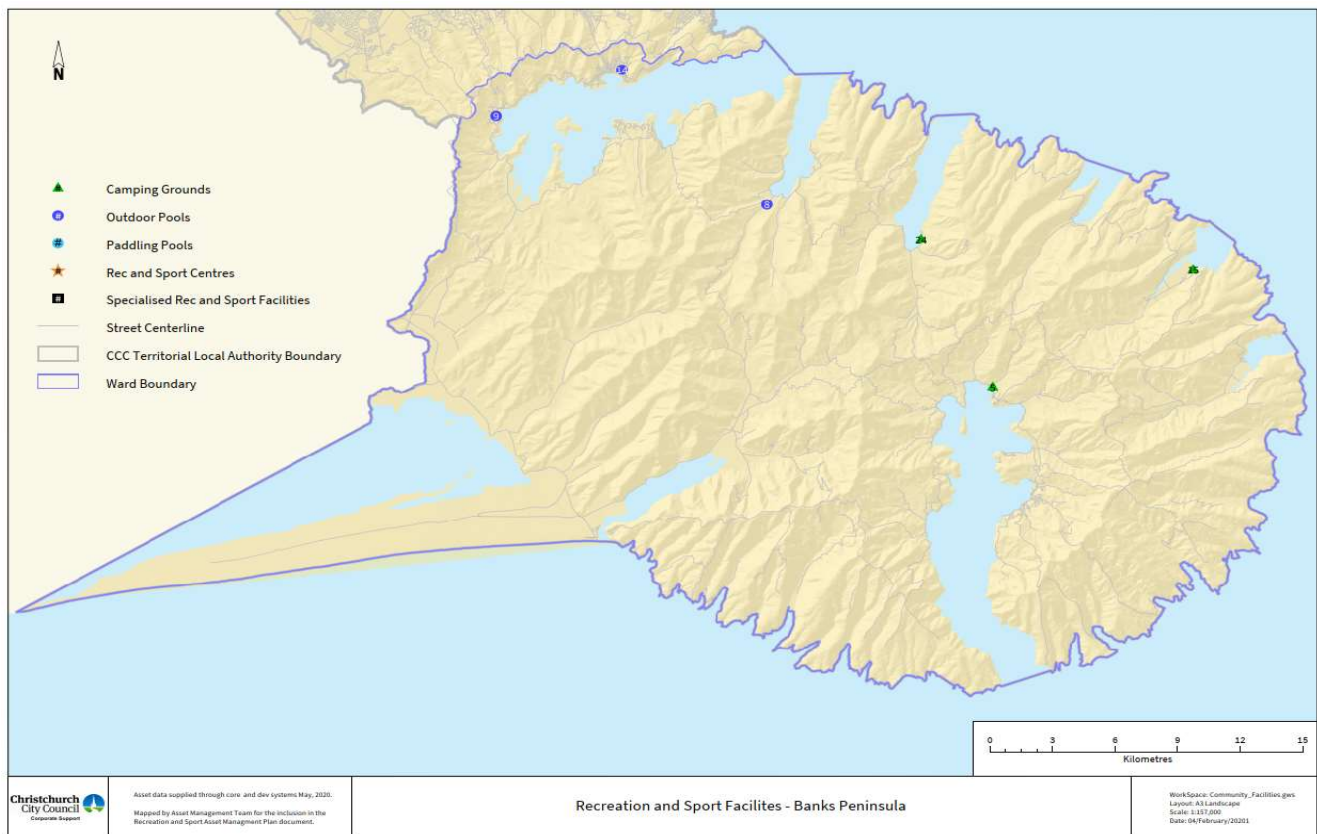 N
14
9
8
24
15
5
Camping Grounds
# Outdoor Pools
# Paddling Pools
Rec and Sport Centres
# Specialised Rec and Sport Facilities
Street Centerline
CCC Territorial Local Authority Boundary
Ward Boundary
0 3 6 9 12 15
Kilometres
Christchurch
City Council
Corporate Support
Asset data supplied through core and dev systems May, 2020.
Mapped by Asset Management Team for the inclusion in the
Recreation and Sport Asset Managment Plan document.
Recreation and Sport Facilites - Banks Peninsula
WorkSpace: Community_Facilities.gws
Layout: A3 Landscape
Scale: 1:157,000
Date: 04/February/20201